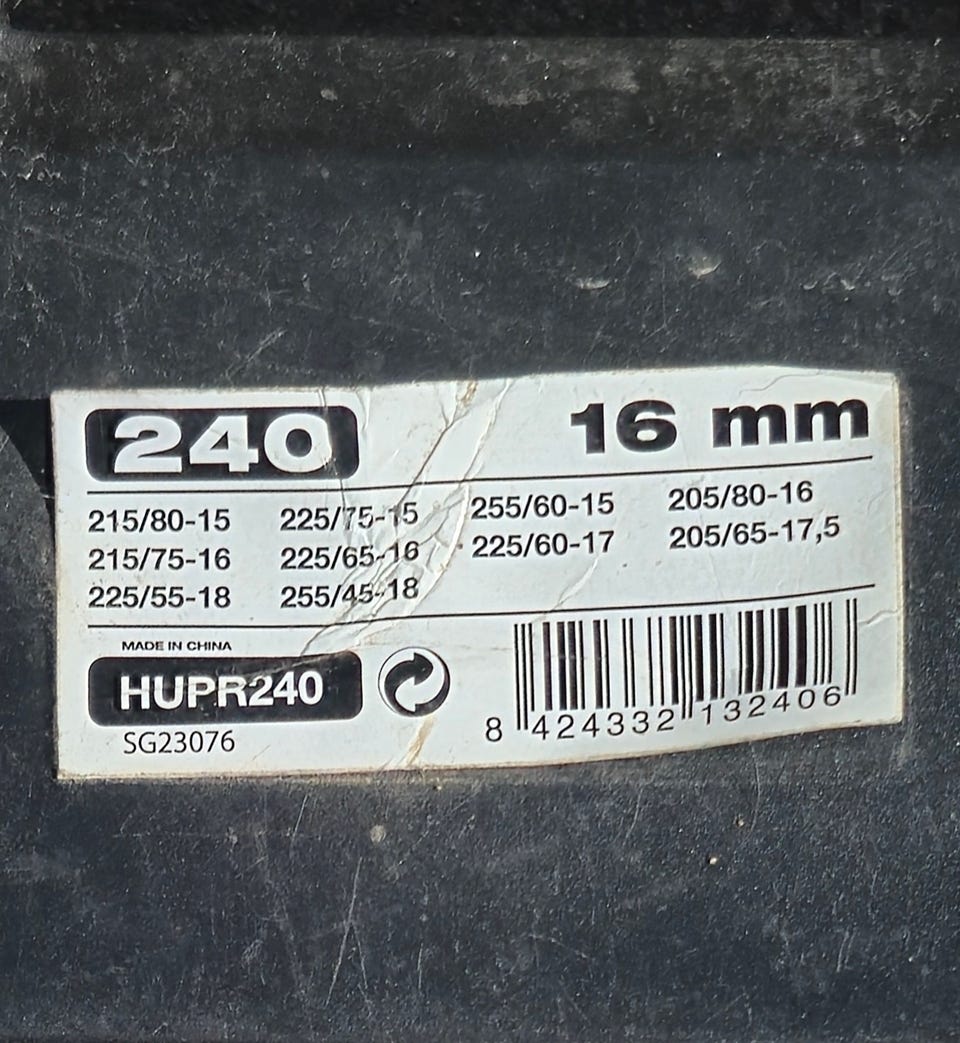 240 16 mm
215/80-15 225/75-15 255/60-15 205/80-16
215/75-16 225/65-16 225/60-17 205/65-17,5
225/55-18 255/45-18
MADE IN CHINA
HUPR240
SG23076
8 424332 132406